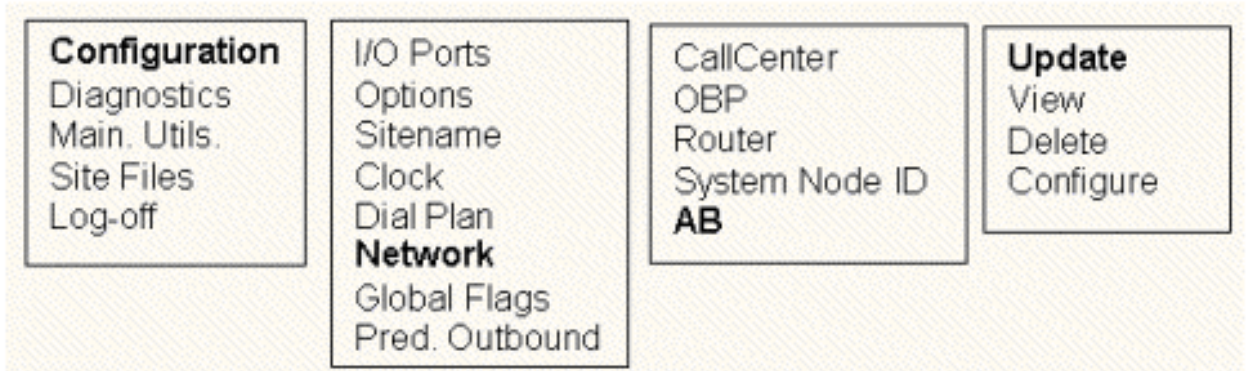 Configuration
Diagnostics
Main. Utils.
Site Files
Log-off
I/O Ports
Options
Sitename
Clock
Dial Plan
Network
Global Flags
Pred. Outbound
CallCenter
OBP
Router
System Node ID
AB
Update
View
Delete
Configure